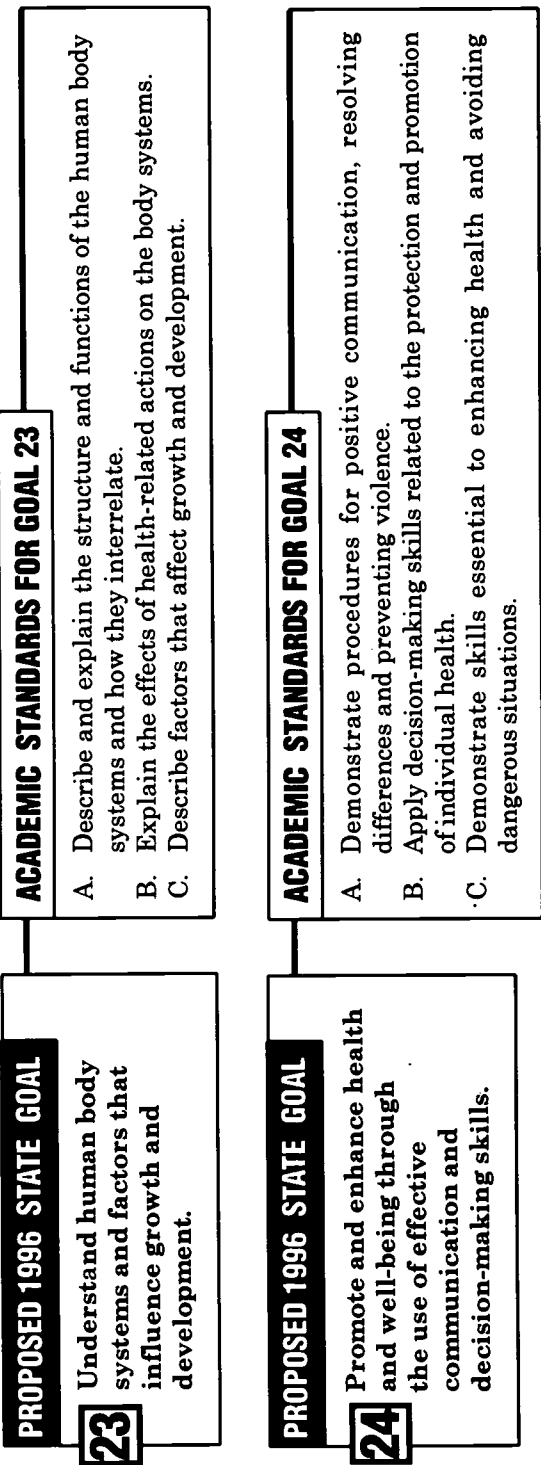 PROPOSED 1996 STATE GOAL
23
Understand human body
systems and factors that
influence growth and
development.
ACADEMIC STANDARDS FOR GOAL 23
A. Describe and explain the structure and functions of the human body
systems and how they interrelate.
B. Explain the effects of health-related actions on the body systems.
C. Describe factors that affect growth and development.
PROPOSED 1996 STATE GOAL
24
Promote and enhance health
and well-being through
the use of effective
communication and
decision-making skills.
ACADEMIC STANDARDS FOR GOAL 24
A. Demonstrate procedures for positive communication, resolving
differences and preventing violence.
B. Apply decision-making skills related to the protection and promotion
of individual health.
C. Demonstrate skills essential to enhancing health and avoiding
dangerous situations.